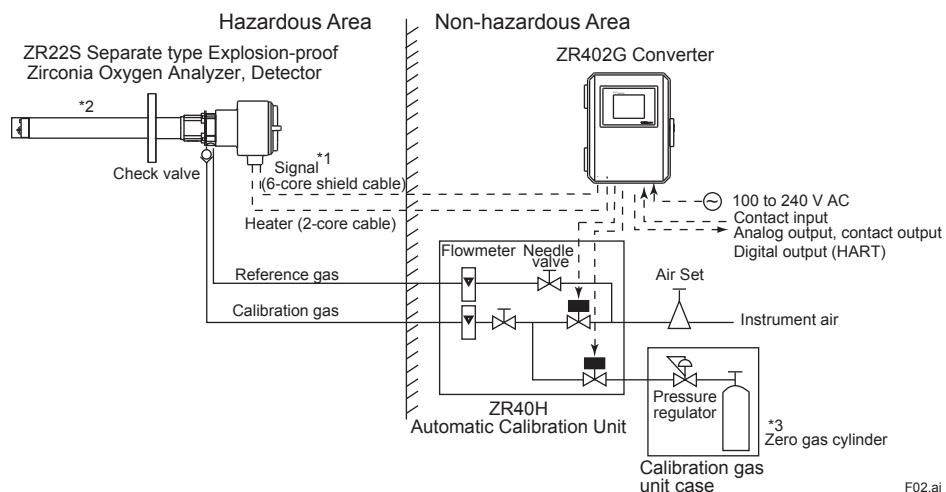 Hazardous Area
Non-hazardous Area
ZR22S Separate type Explosion-proof
Zirconia Oxygen Analyzer, Detector
ZR402G Converter
*2
Check valve
*1
Signal
(6-core shield cable)
Heater (2-core cable)
100 to 240 V AC
Contact input
Analog output, contact output
Digital output (HART)
Flowmeter
Needle
valve
Air Set
Reference gas
Calibration gas
Instrument air
ZR40H
Automatic Calibration Unit
Pressure
regulator
*3
Zero gas cylinder
Calibration gas
unit case
F02.ai